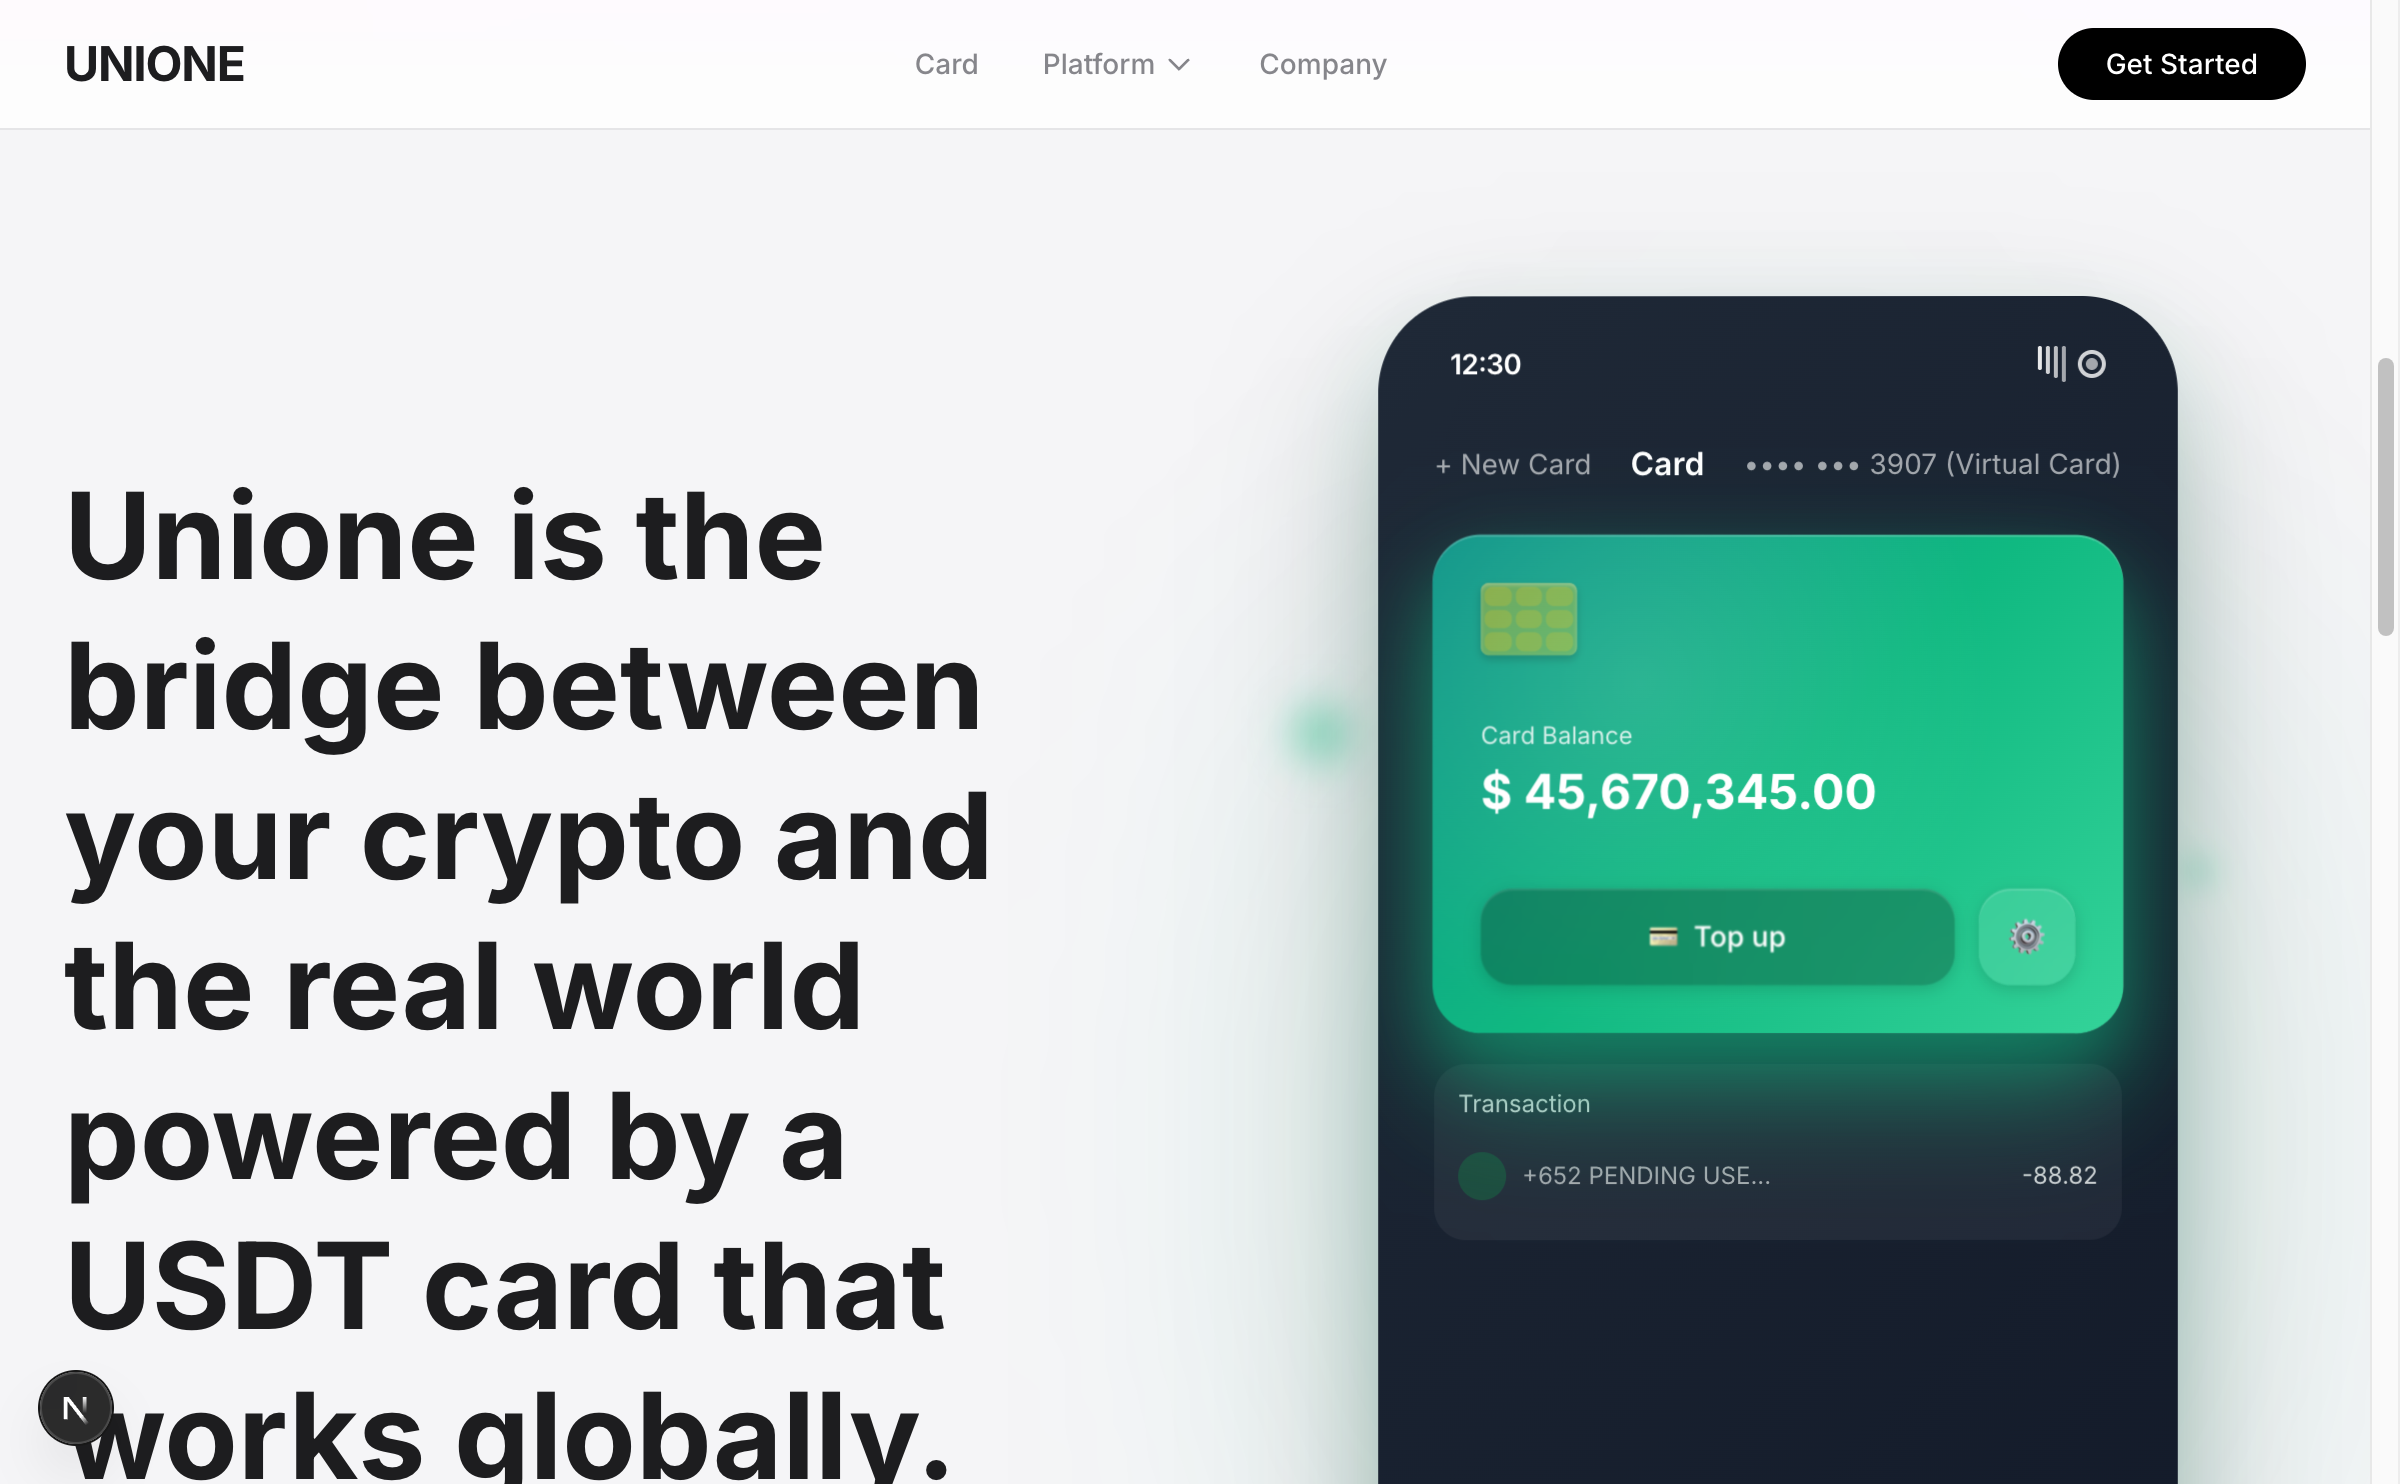 UNIONE
Card
Platform
Company
Get Started
Unione is the
bridge between
your crypto and
the real world
powered by a
USDT card that
works globally.
N
12:30
+ New Card
Card
•••• ••• 3907 (Virtual Card)
Card Balance
$ 45,670,345.00
💳 Top up
Transaction
+652 PENDING USE...
-88.82